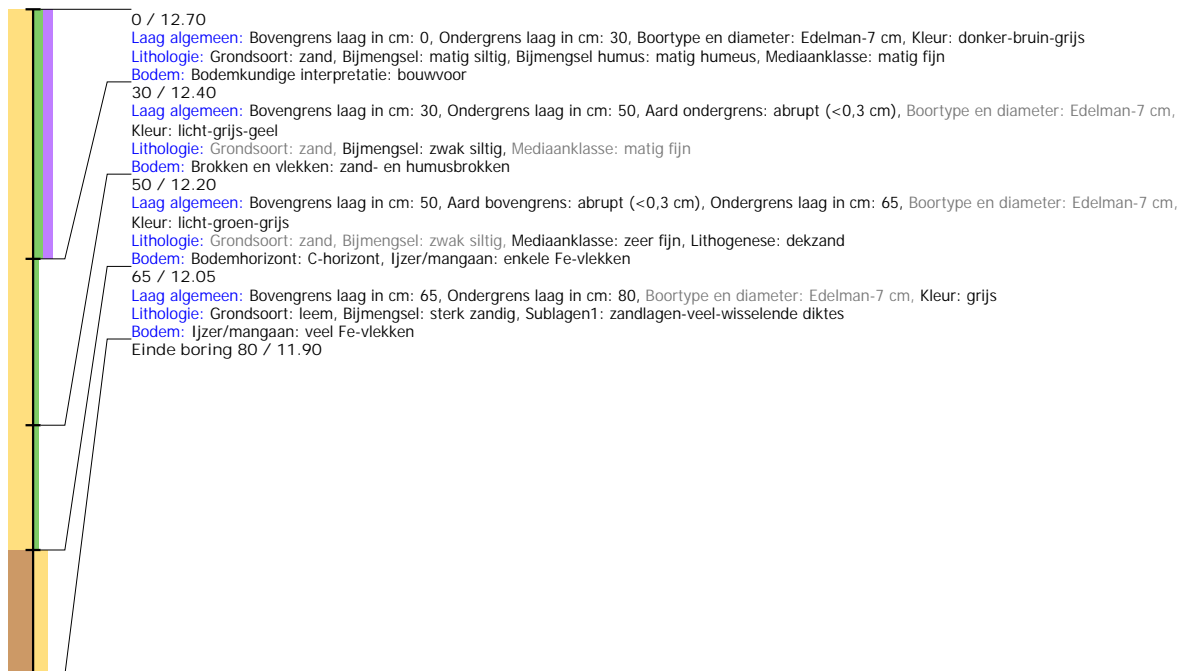 0 / 12.70
Laag algemeen: Bovengrens laag in cm: 0, Ondergrens laag in cm: 30, Boortype en diameter: Edelman-7 cm, Kleur: donker-bruin-grijs
Lithologie: Grondsoort: zand, Bijmengsel: matig siltig, Bijmengsel humus: matig humeus, Mediaanklasse: matig fijn
Bodem: Bodemkundige interpretatie: bouwvoor
30 / 12.40
Laag algemeen: Bovengrens laag in cm: 30, Ondergrens laag in cm: 50, Aard ondergrens: abrupt (<0,3 cm), Boortype en diameter: Edelman-7 cm,
Kleur: licht-grijs-geel
Lithologie: Grondsoort: zand, Bijmengsel: zwak siltig, Mediaanklasse: matig fijn
Bodem: Brokken en vlekken: zand- en humusbrokken
50 / 12.20
Laag algemeen: Bovengrens laag in cm: 50, Aard bovengrens: abrupt (<0,3 cm), Ondergrens laag in cm: 65, Boortype en diameter: Edelman-7 cm,
Kleur: licht-groen-grijs
Lithologie: Grondsoort: zand, Bijmengsel: zwak siltig, Mediaanklasse: zeer fijn, Lithogenese: dekzand
Bodem: Bodemhorizont: C-horizont, Ijzer/mangaan: enkele Fe-vlekken
65 / 12.05
Laag algemeen: Bovengrens laag in cm: 65, Ondergrens laag in cm: 80, Boortype en diameter: Edelman-7 cm, Kleur: grijs
Lithologie: Grondsoort: leem, Bijmengsel: sterk zandig, Sublagen1: zandlagen-veel-wisselende diktes
Bodem: Ijzer/mangaan: veel Fe-vlekken
Einde boring 80 / 11.90